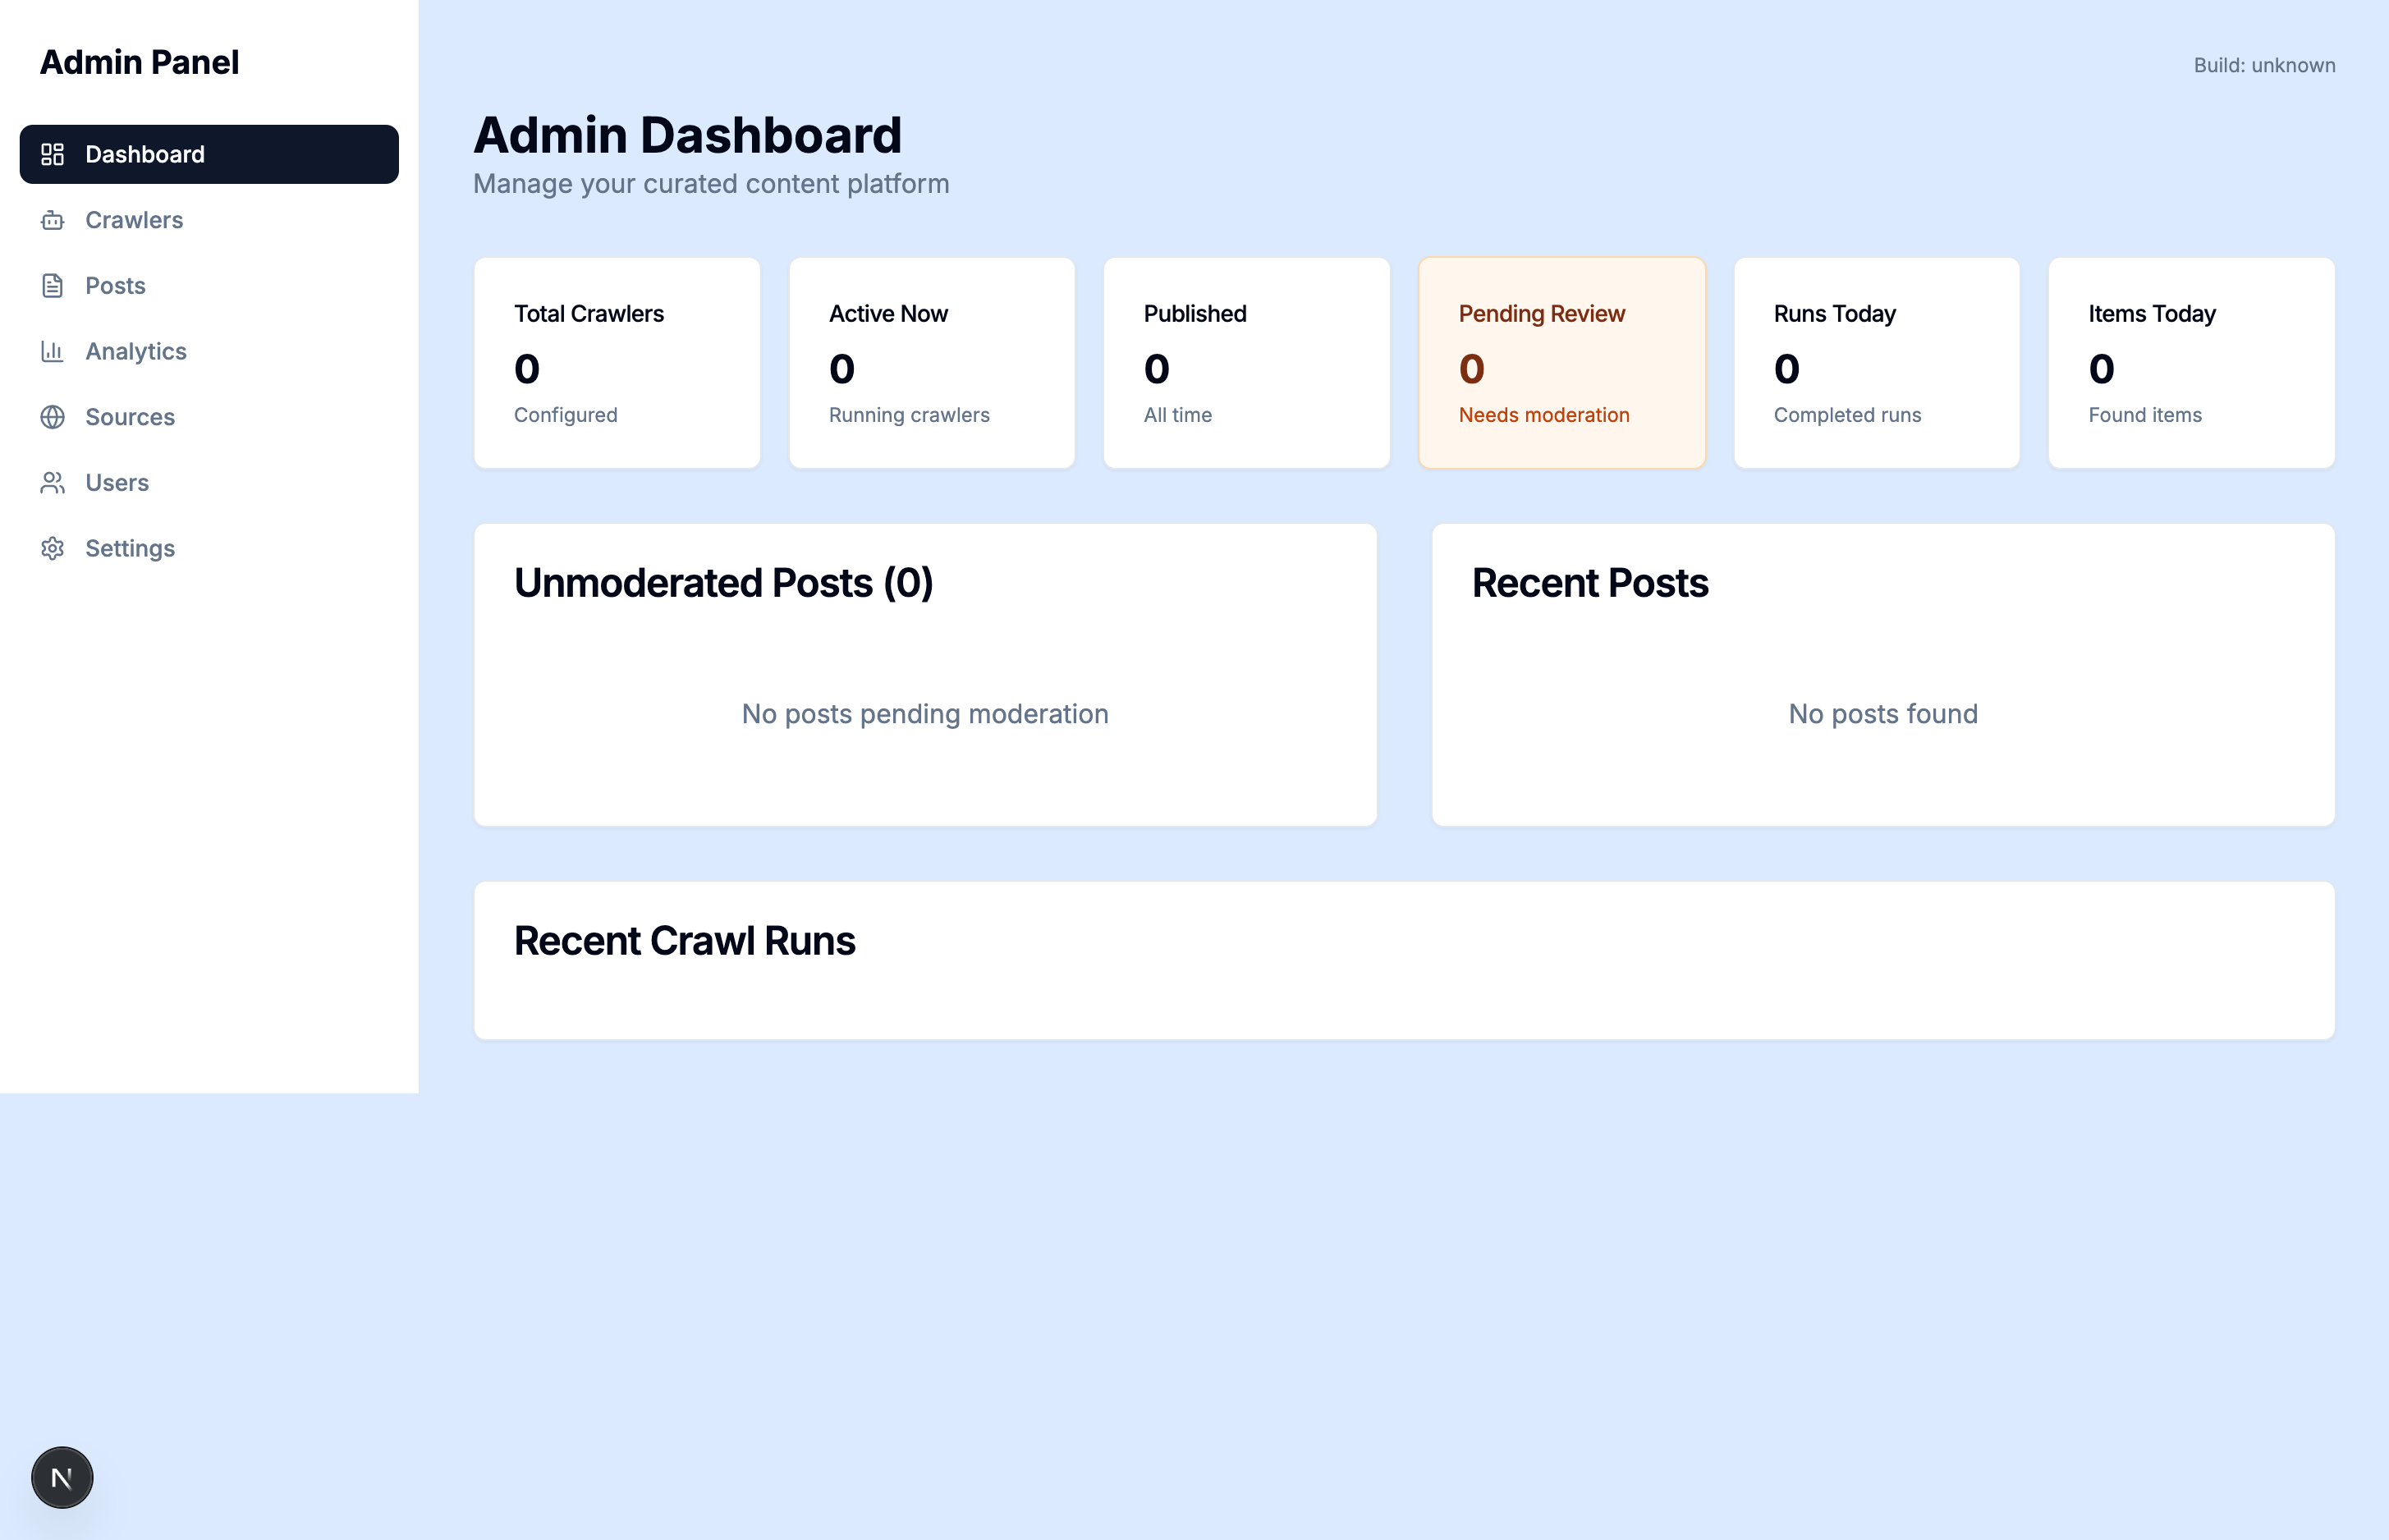 Admin Panel
Dashboard
Crawlers
Posts
Analytics
Sources
Users
Settings
Build: unknown
Admin Dashboard
Manage your curated content platform
Total Crawlers
0
Configured
Active Now
0
Running crawlers
Published
0
All time
Pending Review
0
Needs moderation
Runs Today
0
Completed runs
Items Today
0
Found items
Unmoderated Posts (0)
No posts pending moderation
Recent Posts
No posts found
Recent Crawl Runs
N